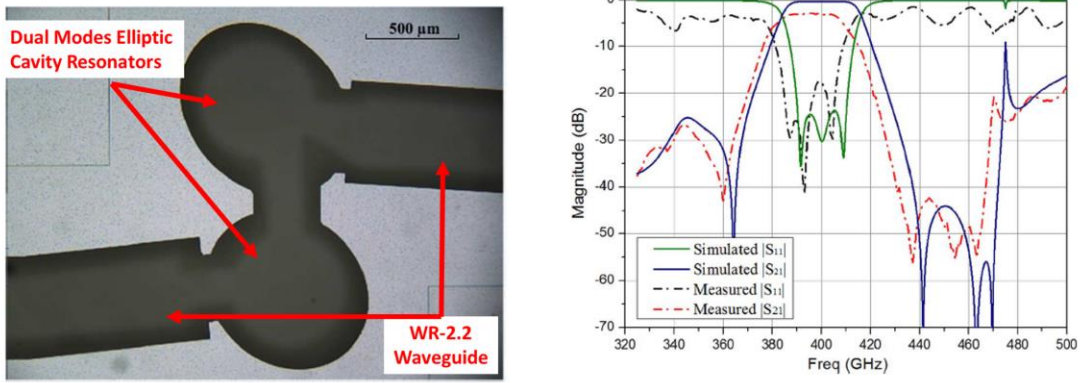 Dual Modes Elliptic
Cavity Resonators
500 µm
WR-2.2
Waveguide
0
-10
-20
-30
-40
-50
-60
-70
Magnitude (dB)
Simulated |S₁₁|
Simulated |S₂₁|
Measured |S₁₁|
Measured |S₂₁|
320 340 360 380 400 420 440 460 480 500
Freq (GHz)